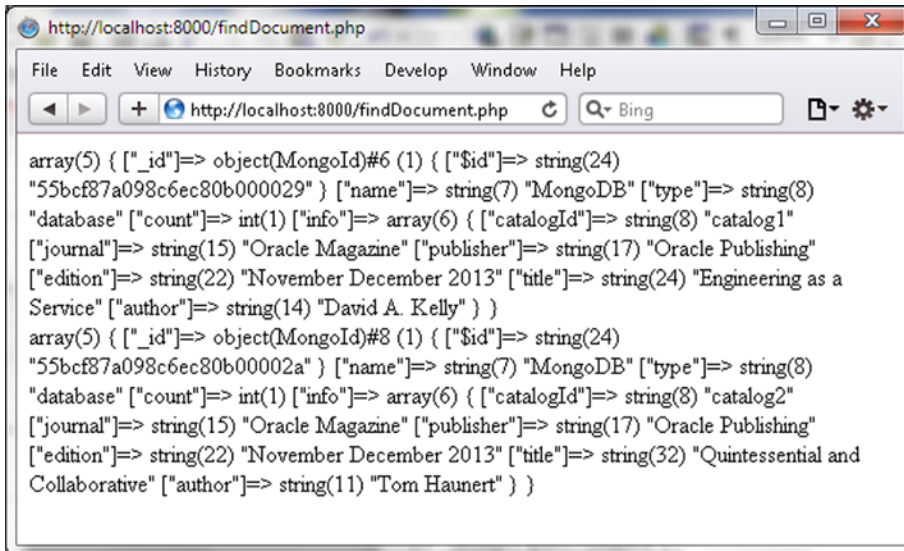 http://localhost:8000/findDocument.php
File Edit View History Bookmarks Develop Window Help
http://localhost:8000/findDocument.php Bing
array(5) { ["_id"]=> object(MongoId)#6 (1) { ["$id"]=> string(24)
"55bcf87a098c6ec80b000029" } ["name"]=> string(7) "MongoDB" ["type"]=> string(8)
"database" ["count"]=> int(1) ["info"]=> array(6) { ["catalogId"]=> string(8) "catalog1"
["journal"]=> string(15) "Oracle Magazine" ["publisher"]=> string(17) "Oracle Publishing"
["edition"]=> string(22) "November December 2013" ["title"]=> string(24) "Engineering as a
Service" ["author"]=> string(14) "David A. Kelly" } }
array(5) { ["_id"]=> object(MongoId)#8 (1) { ["$id"]=> string(24)
"55bcf87a098c6ec80b00002a" } ["name"]=> string(7) "MongoDB" ["type"]=> string(8)
"database" ["count"]=> int(1) ["info"]=> array(6) { ["catalogId"]=> string(8) "catalog2"
["journal"]=> string(15) "Oracle Magazine" ["publisher"]=> string(17) "Oracle Publishing"
["edition"]=> string(22) "November December 2013" ["title"]=> string(32) "Quintessential and
Collaborative" ["author"]=> string(11) "Tom Haunert" } }